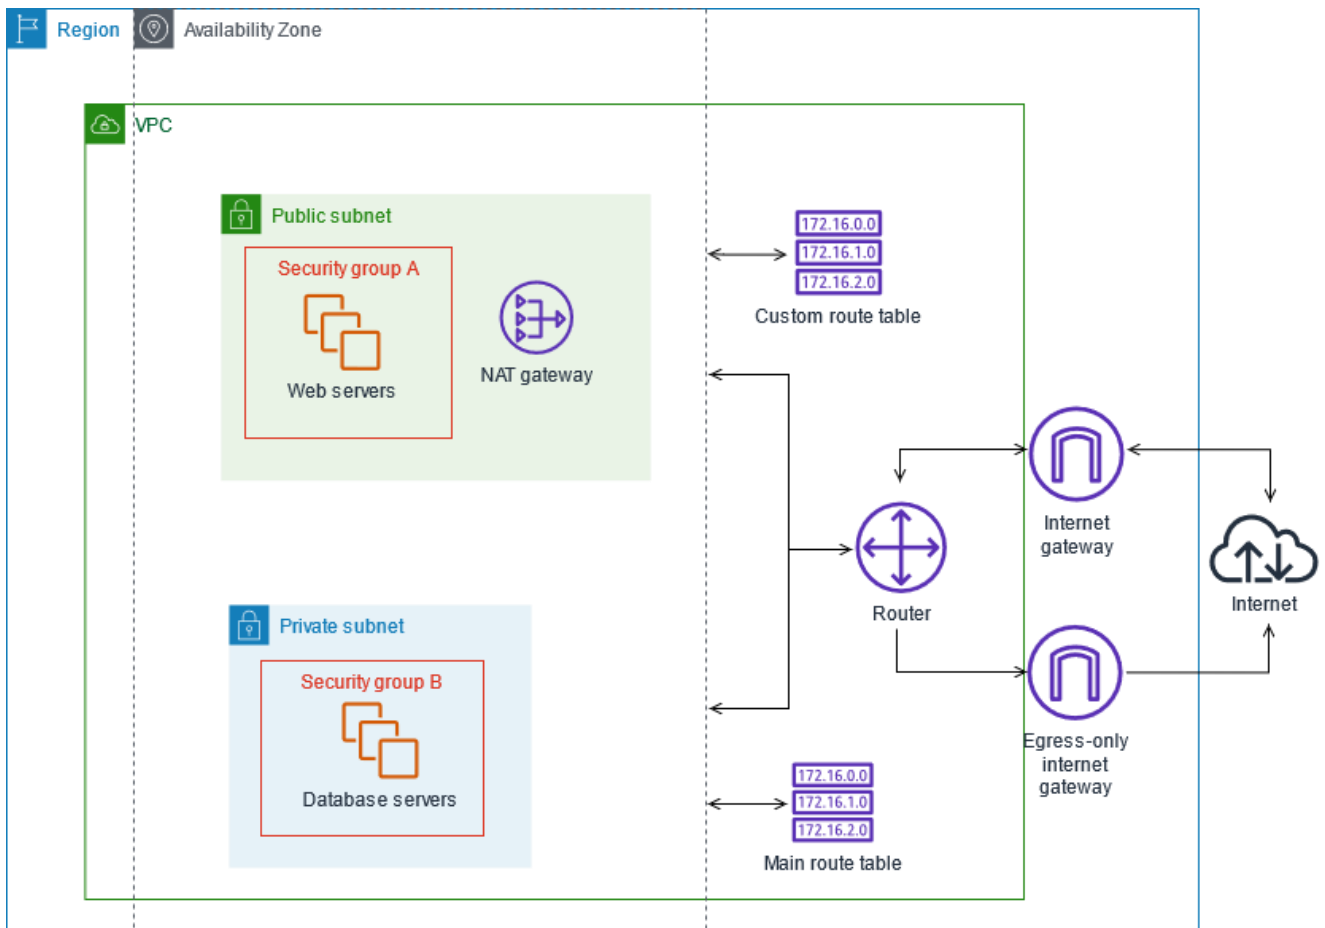 Region
Availability Zone
VPC
Public subnet
Security group A
Web servers
NAT gateway
172.16.0.0
172.16.1.0
172.16.2.0
Custom route table
Internet
gateway
Router
Internet
Private subnet
Security group B
Database servers
172.16.0.0
172.16.1.0
172.16.2.0
Main route table
Egress-only
internet
gateway